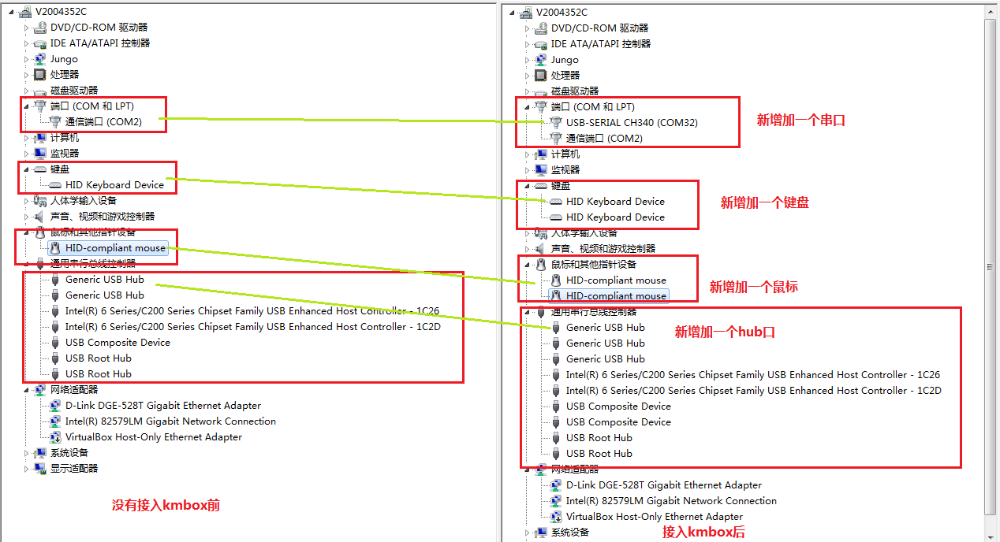 V2004352C
DVD/CD-ROM 驱动器
IDE ATA/ATAPI 控制器
Jungo
处理器
磁盘驱动器
端口 (COM 和 LPT)
通信端口 (COM2)
计算机
监视器
键盘
HID Keyboard Device
人体学输入设备
声音、视频和游戏控制器
鼠标和其他指针设备
HID-compliant mouse
通用串行总线控制器
Generic USB Hub
Generic USB Hub
Intel(R) 6 Series/C200 Series Chipset Family USB Enhanced Host Controller - 1C26
Intel(R) 6 Series/C200 Series Chipset Family USB Enhanced Host Controller - 1C2D
USB Composite Device
USB Root Hub
USB Root Hub
网络适配器
D-Link DGE-528T Gigabit Ethernet Adapter
Intel(R) 82579LM Gigabit Network Connection
VirtualBox Host-Only Ethernet Adapter
系统设备
显示适配器
没有接入kmbox前
V2004352C
DVD/CD-ROM 驱动器
IDE ATA/ATAPI 控制器
Jungo
处理器
磁盘驱动器
端口 (COM 和 LPT)
USB-SERIAL CH340 (COM32)
新增加一个串口
通信端口 (COM2)
计算机
监视器
键盘
HID Keyboard Device
新增加一个键盘
HID Keyboard Device
人体学输入设备
声音、视频和游戏控制器
鼠标和其他指针设备
HID-compliant mouse
新增加一个鼠标
HID-compliant mouse
通用串行总线控制器
Generic USB Hub
新增加一个hub口
Generic USB Hub
Generic USB Hub
Intel(R) 6 Series/C200 Series Chipset Family USB Enhanced Host Controller - 1C26
Intel(R) 6 Series/C200 Series Chipset Family USB Enhanced Host Controller - 1C2D
USB Composite Device
USB Composite Device
USB Root Hub
USB Root Hub
网络适配器
D-Link DGE-528T Gigabit Ethernet Adapter
Intel(R) 82579LM Gigabit Network Connection
VirtualBox Host-Only Ethernet Adapter
系统设备
接入kmbox后